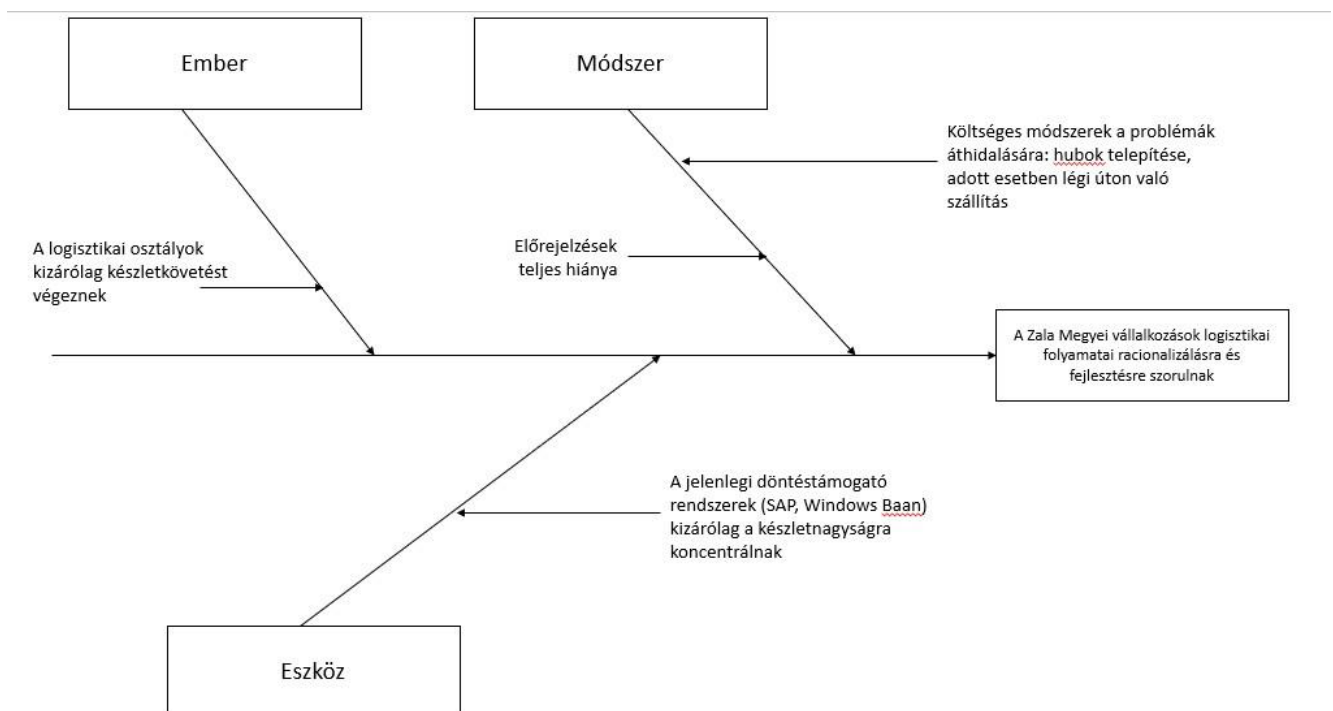 Ember
Módszer
Költséges módszerek a problémák
áthidalására: hubok telepítése,
adott esetben légi úton való
szállítás
A logisztikai osztályok
kizárólag készletkövetést
végeznek
Előrejelzések
teljes hiánya
A Zala Megyei vállalkozások logisztikai
folyamatai racionalizálásra és
fejlesztésre szorulnak
A jelenlegi döntéstámogató
rendszerek (SAP, Windows Baan)
kizárólag a készletnagyságra
koncentrálnak
Eszköz